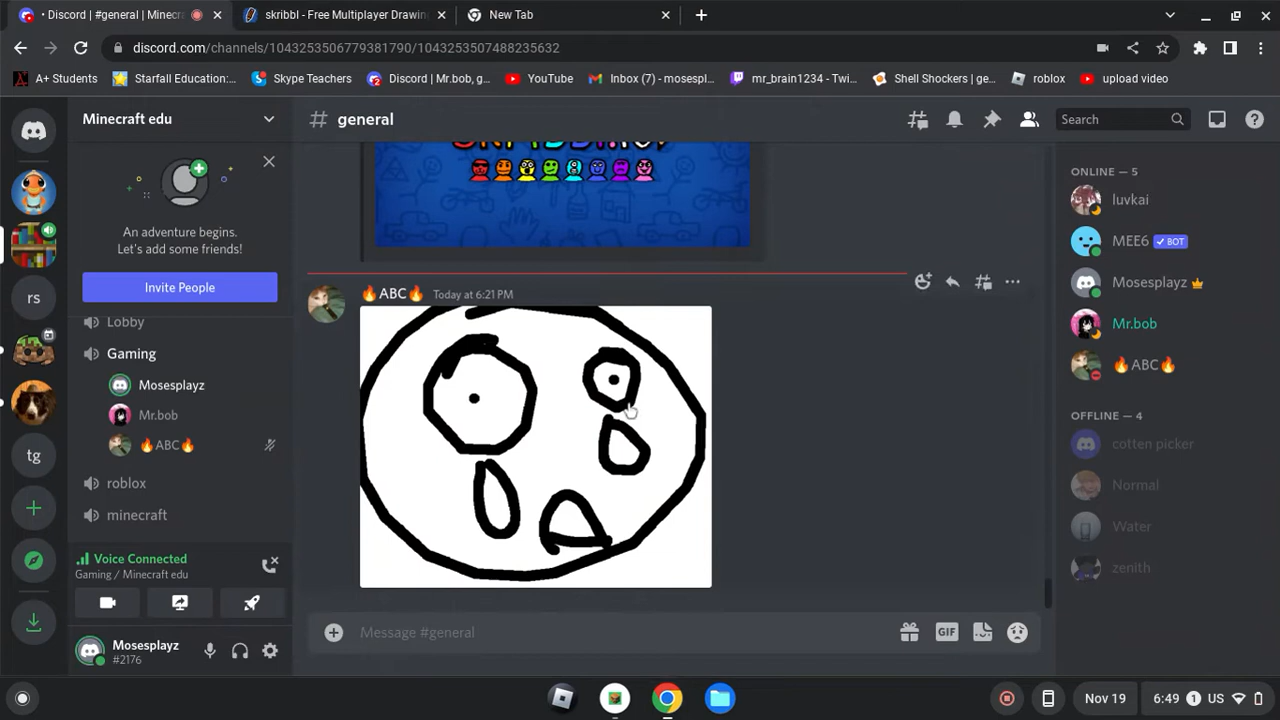 • Discord | #general | Minecr
skribbl - Free Multiplayer Drawin
New Tab
discord.com/channels/1043253506779381790/1043253507488235632
A+ Students
Starfall Education:...
Skype Teachers
Discord | Mr.bob, g...
YouTube
Inbox (7) - mosespl...
mr_brain1234 - Twi...
Shell Shockers | ge...
roblox
upload video
Minecraft edu
# general
Search
An adventure begins.
Let's add some friends!
Invite People
Lobby
Gaming
Mosesplayz
Mr.bob
🔥ABC🔥
roblox
minecraft
Voice Connected
Gaming / Minecraft edu
Mosesplayz
#2176
rs
tg
🔥ABC🔥 Today at 6:21 PM
Message #general
GIF
ONLINE — 5
luvkai
MEE6 ✓ BOT
Mosesplayz
Mr.bob
🔥ABC🔥
OFFLINE — 4
cotten picker
Normal
Water
zenith
Nov 19
6:49 1 US